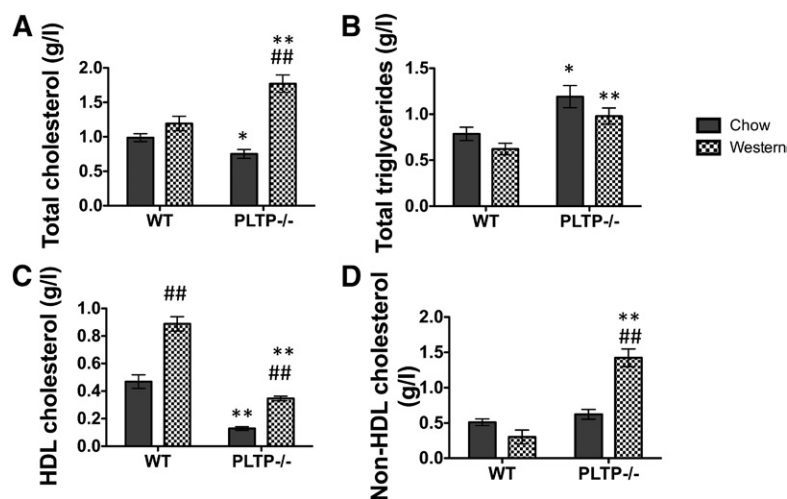 A
Total cholesterol (g/l)
2.0
1.5
1.0
0.5
0.0
*
**
##
WT
PLTP-/-
B
Total triglycerides (g/l)
1.5
1.0
0.5
0.0
*
**
WT
PLTP-/-
Chow
Western
C
HDL cholesterol (g/l)
1.0
0.8
0.6
0.4
0.2
0.0
##
**
**
##
WT
PLTP-/-
D
Non-HDL cholesterol
(g/l)
2.0
1.5
1.0
0.5
0.0
**
##
WT
PLTP-/-